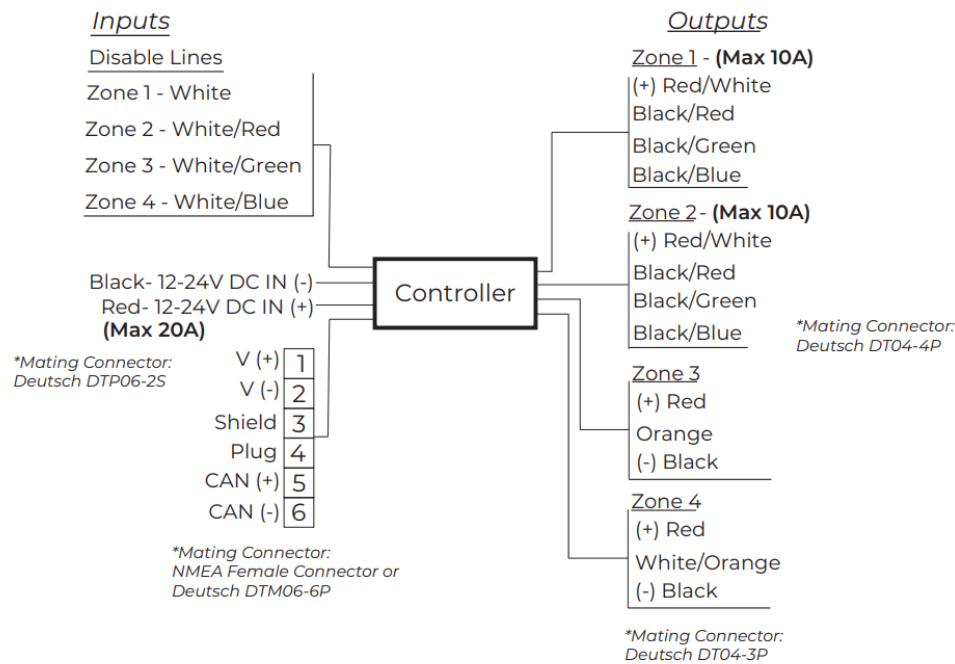 Inputs
Disable Lines
Zone 1 - White
Zone 2 - White/Red
Zone 3 - White/Green
Zone 4 - White/Blue
Black- 12-24V DC IN (-)
Red- 12-24V DC IN (+)
(Max 20A)
*Mating Connector:
Deutsch DTP06-2S
V (+) 1
V (-) 2
Shield 3
Plug 4
CAN (+) 5
CAN (-) 6
*Mating Connector:
NMEA Female Connector or
Deutsch DTM06-6P
Controller
Outputs
Zone 1 - (Max 10A)
(+) Red/White
Black/Red
Black/Green
Black/Blue
Zone 2- (Max 10A)
(+) Red/White
Black/Red
Black/Green
Black/Blue
*Mating Connector:
Deutsch DT04-4P
Zone 3
(+) Red
Orange
(-) Black
Zone 4
(+) Red
White/Orange
(-) Black
*Mating Connector:
Deutsch DT04-3P